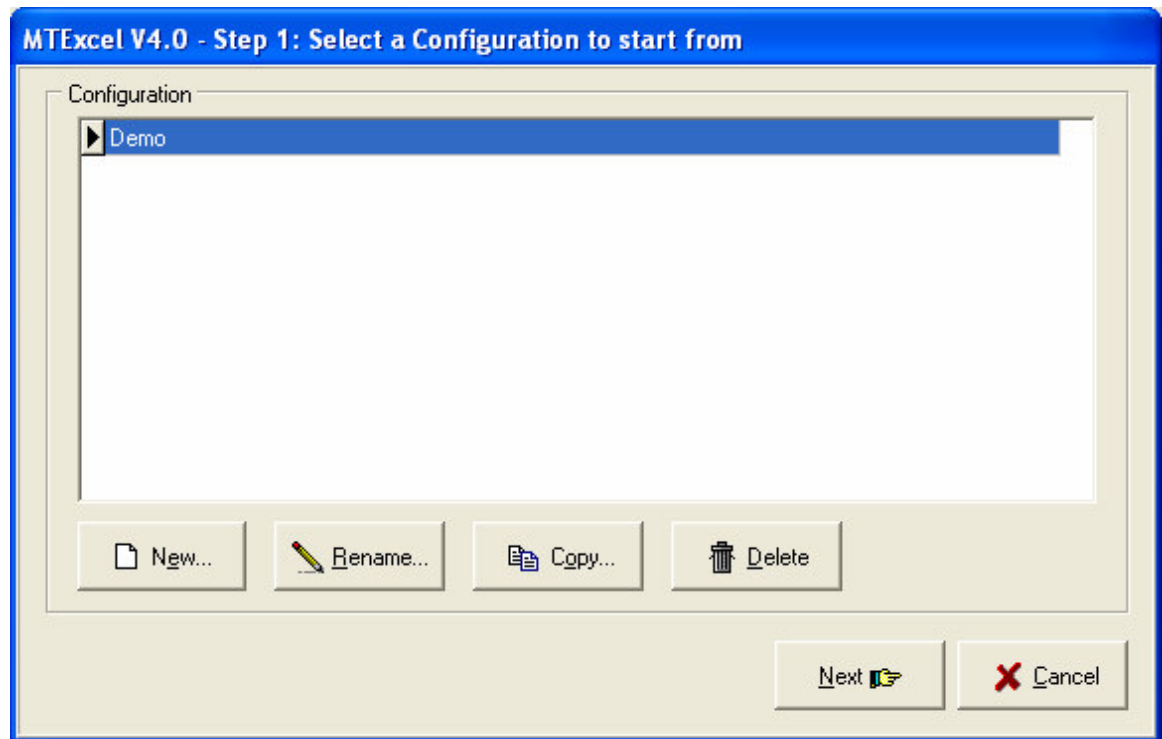 MTExcel V4.0 - Step 1: Select a Configuration to start from
Configuration
Demo
New... Rename... Copy... Delete
Next Cancel